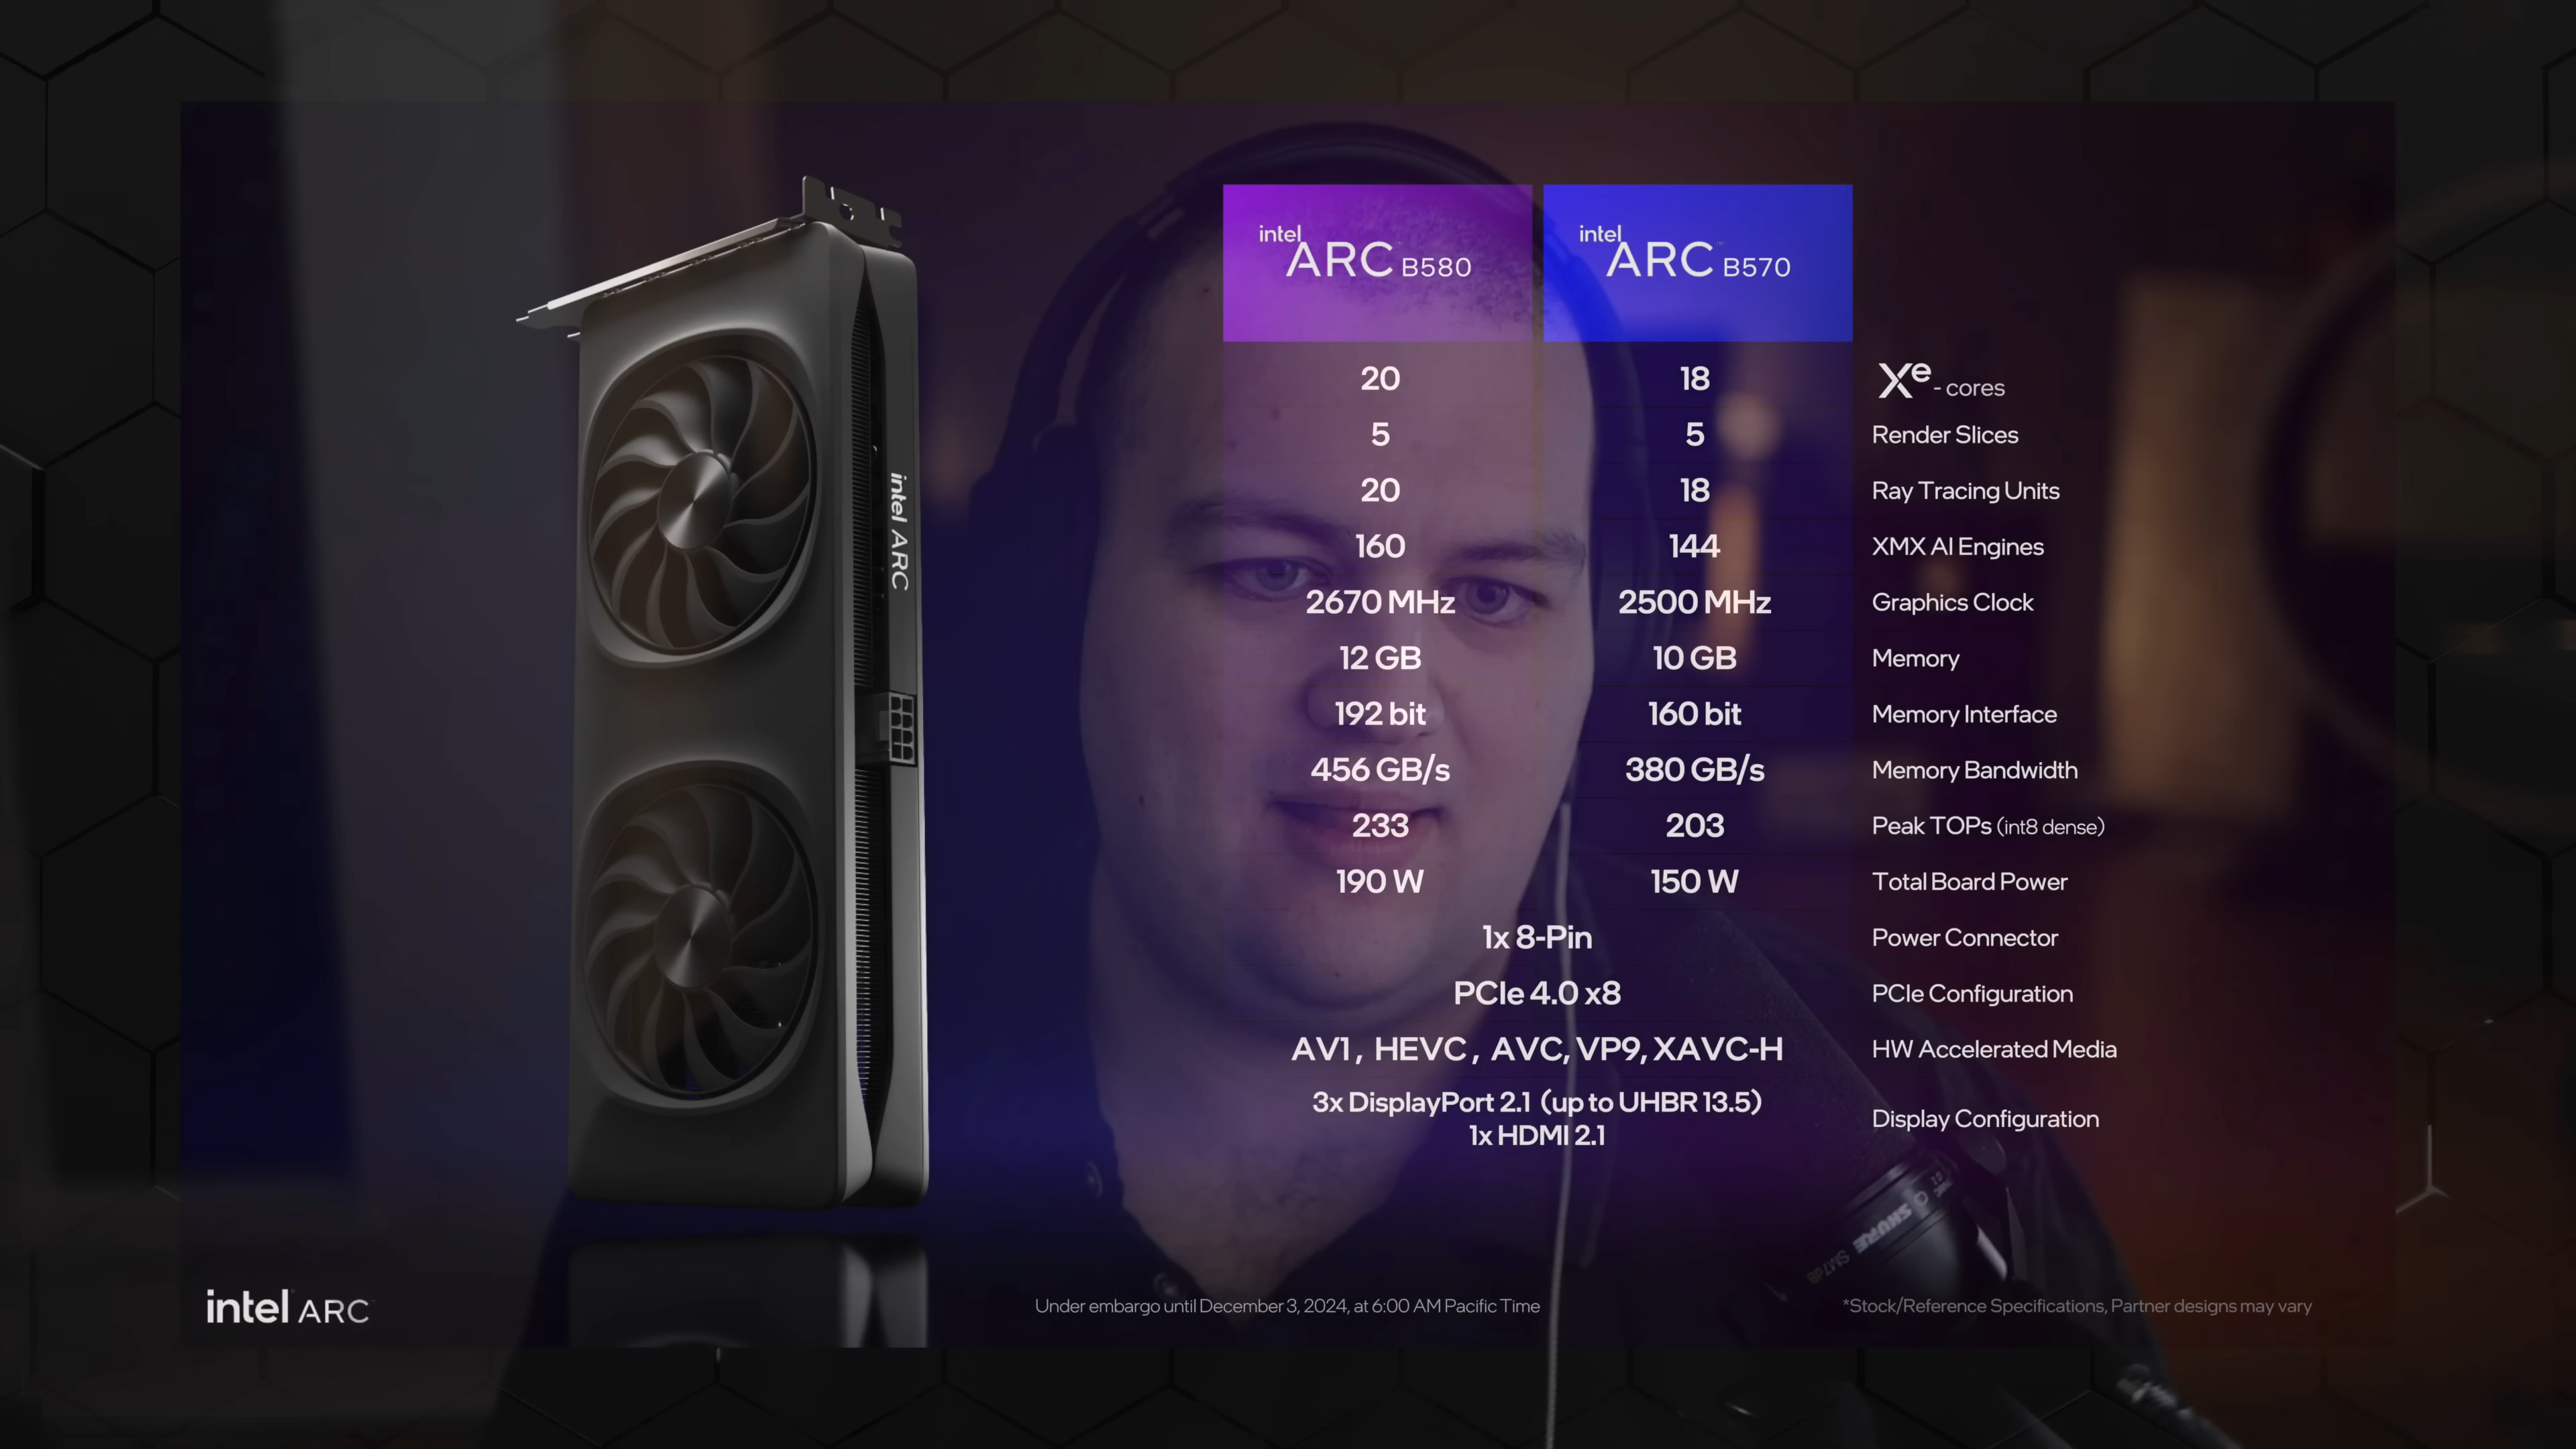 intel ARC B580
intel ARC B570
20 18 Xe - cores
5 5 Render Slices
20 18 Ray Tracing Units
160 144 XMX AI Engines
2670 MHz 2500 MHz Graphics Clock
12 GB 10 GB Memory
192 bit 160 bit Memory Interface
456 GB/s 380 GB/s Memory Bandwidth
233 203 Peak TOPs (int8 dense)
190 W 150 W Total Board Power
1x 8-Pin Power Connector
PCIe 4.0 x8 PCIe Configuration
AV1, HEVC, AVC, VP9, XAVC-H HW Accelerated Media
3x DisplayPort 2.1 (up to UHBR 13.5)
1x HDMI 2.1
Display Configuration
intel ARC
SHURE
intel ARC
Under embargo until December 3, 2024, at 6:00 AM Pacific Time
*Stock/Reference Specifications, Partner designs may vary